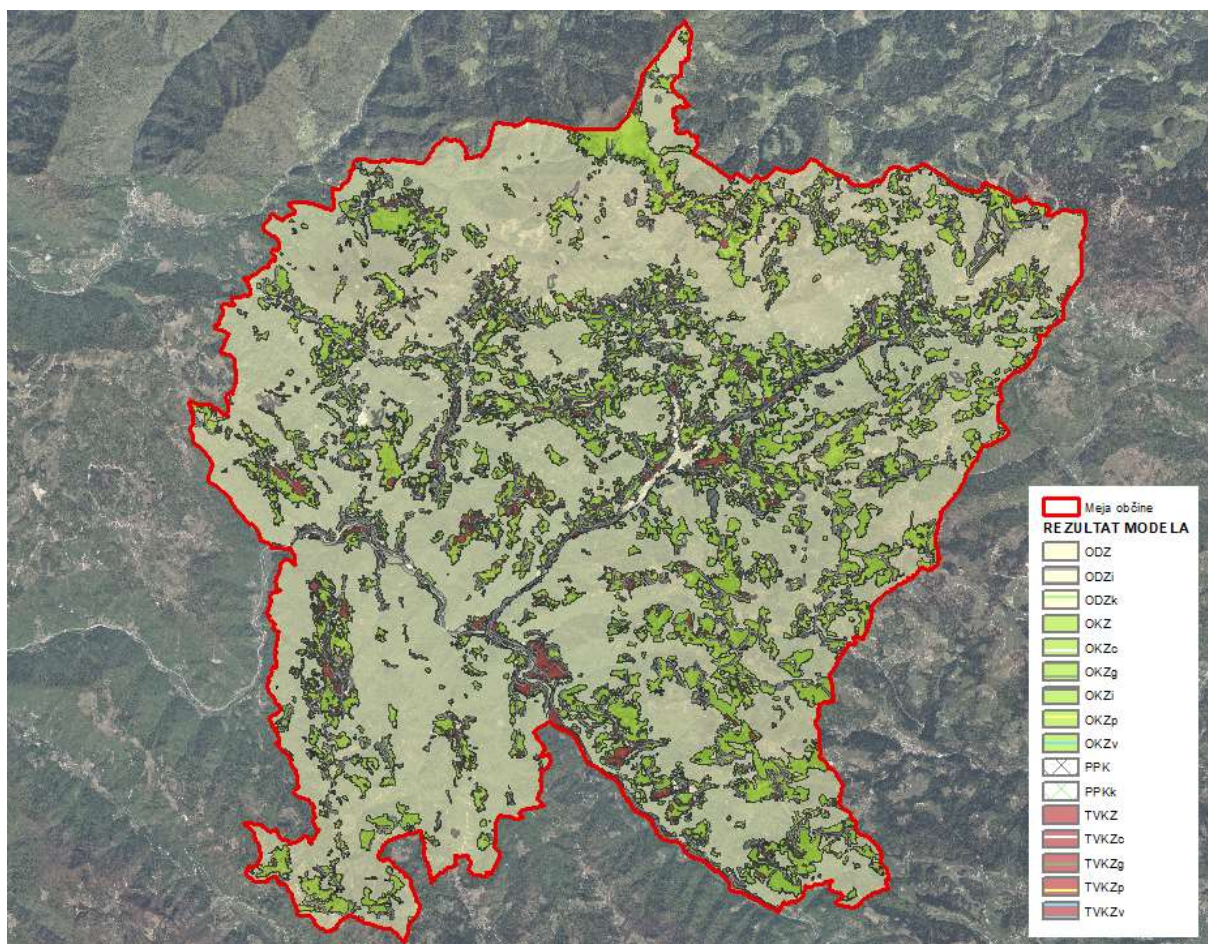 Meja občine
REZULTAT MODELA
ODZ
ODZi
ODZk
OKZ
OKZc
OKZg
OKZi
OKZp
OKZv
PPK
PPKk
TVKZ
TVKZc
TVKZg
TVKZp
TVKZv